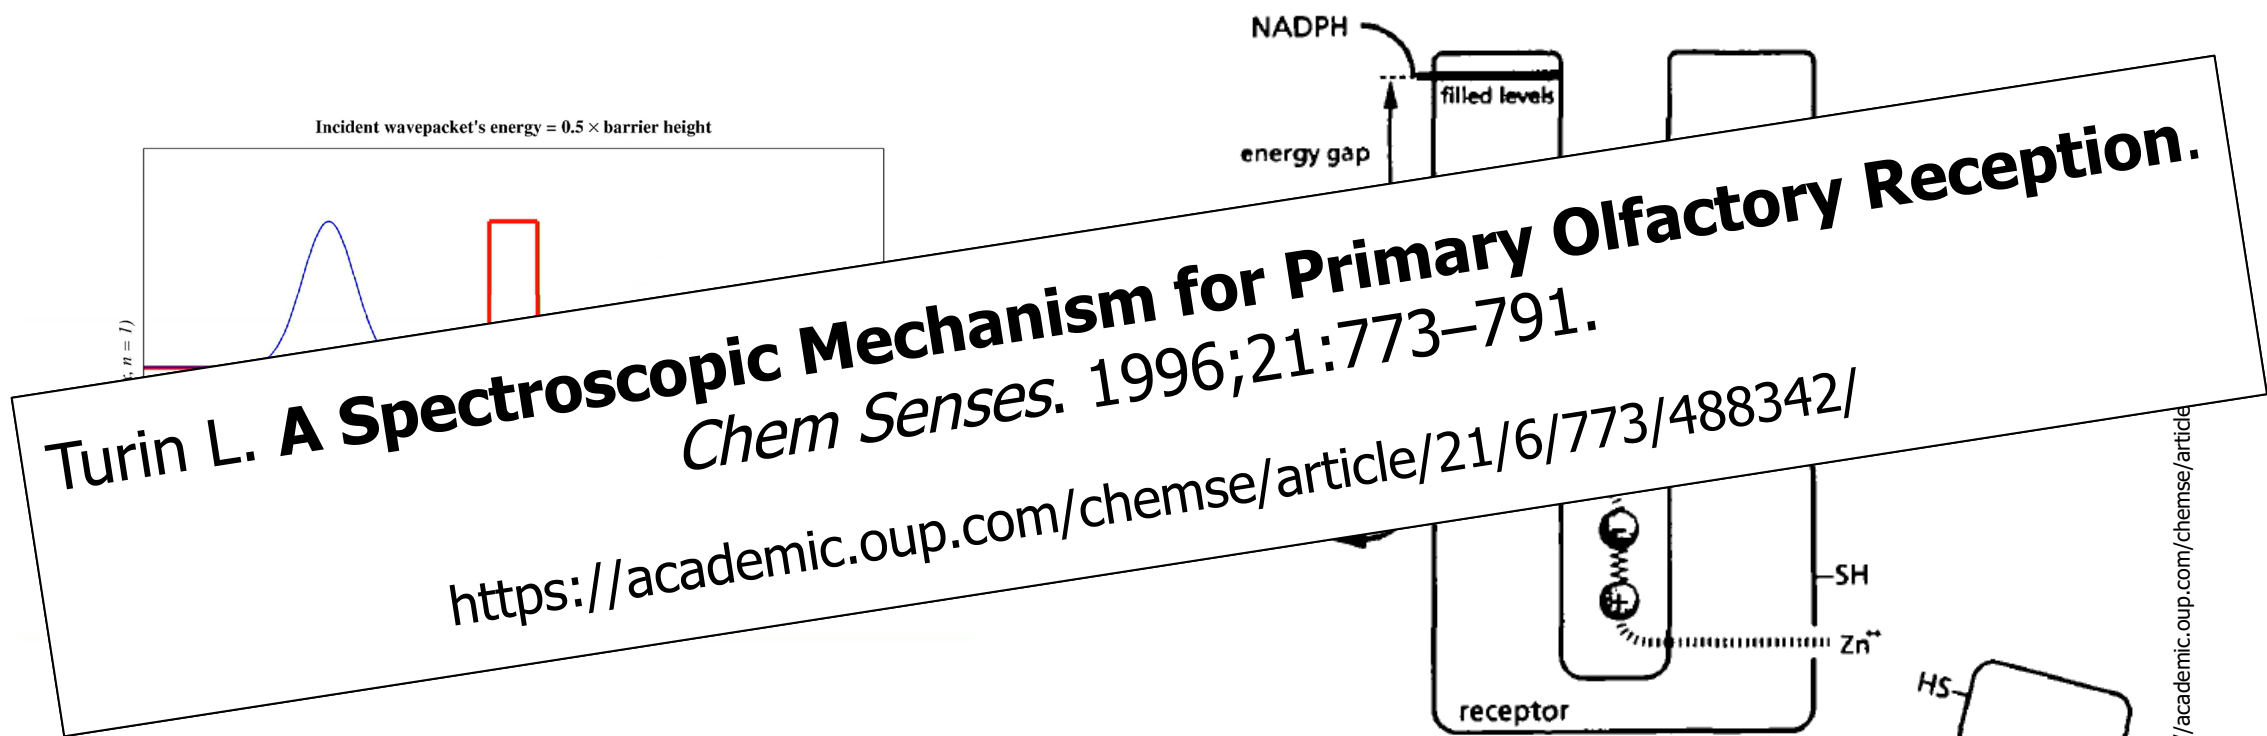 NADPH
filled levels
energy gap
Incident wavepacket's energy = 0.5 × barrier height
n = 1)
Turin L. A Spectroscopic Mechanism for Primary Olfactory Reception.
Chem Senses. 1996;21:773–791.
https://academic.oup.com/chemse/article/21/6/773/488342/
SH
Zn++
HS
receptor
/academic.oup.com/chemse/article